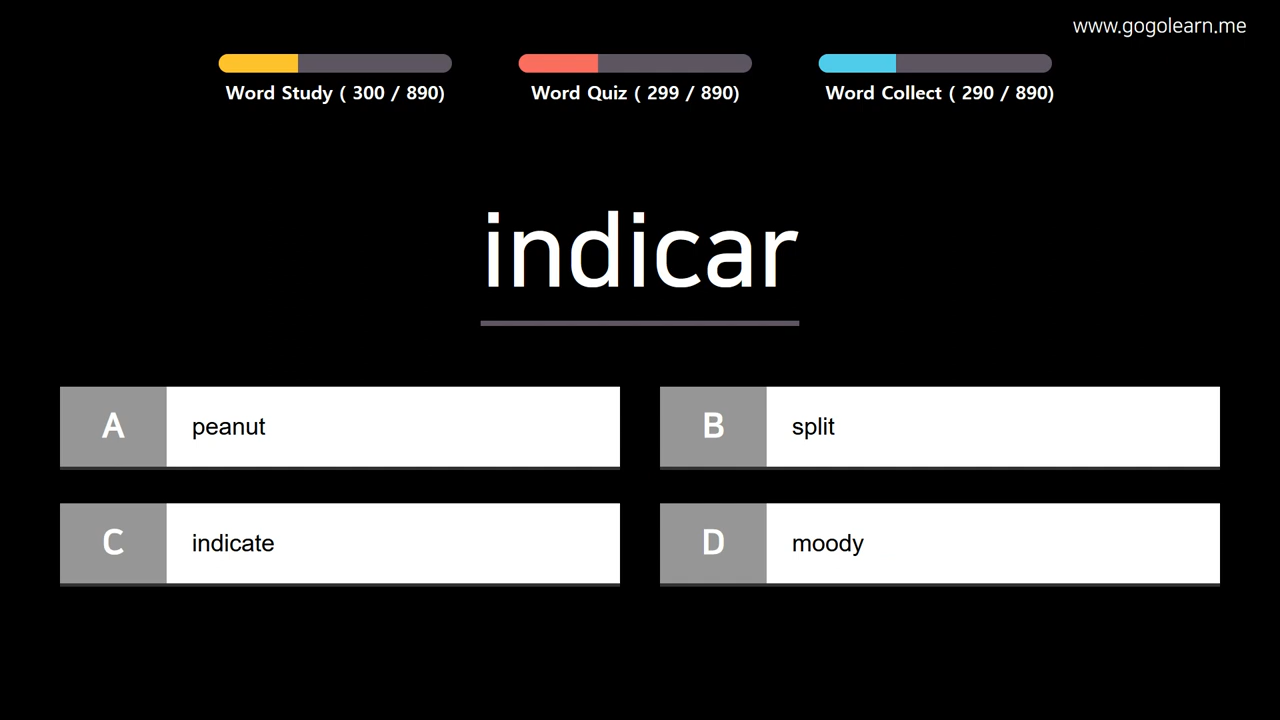 www.gogolearn.me
Word Study ( 300 / 890)
Word Quiz ( 299 / 890)
Word Collect ( 290 / 890)
indicar
A peanut
B split
C indicate
D moody